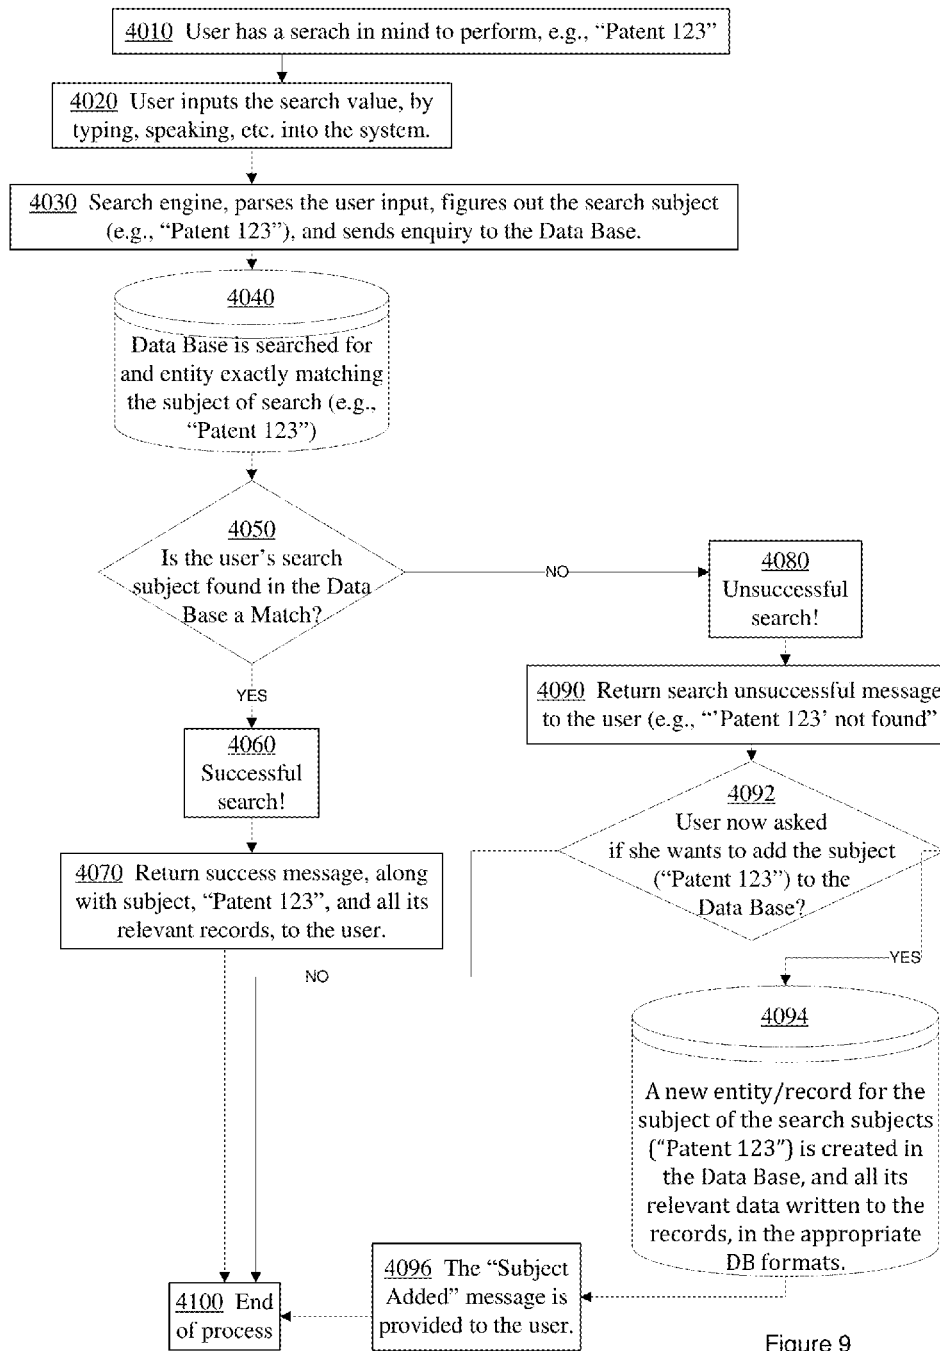 4010 User has a serach in mind to perform, e.g., “Patent 123”
4020 User inputs the search value, by
typing, speaking, etc. into the system.
4030 Search engine, parses the user input, figures out the search subject
(e.g., “Patent 123”), and sends enquiry to the Data Base.
4040
Data Base is searched for
and entity exactly matching
the subject of search (e.g.,
“Patent 123”)
4050
Is the user’s search
subject found in the Data
Base a Match?
NO
4080
Unsuccessful
search!
YES
4090 Return search unsuccessful message
to the user (e.g., “’Patent 123’ not found”
4060
Successful
search!
4092
User now asked
if she wants to add the subject
(“Patent 123”) to the
Data Base?
4070 Return success message, along
with subject, “Patent 123”, and all its
relevant records, to the user.
NO
YES
4094
A new entity/record for the
subject of the search subjects
(“Patent 123”) is created in
the Data Base, and all its
relevant data written to the
records, in the appropriate
DB formats.
4096 The “Subject
Added” message is
provided to the user.
4100 End
of process
Figure 9